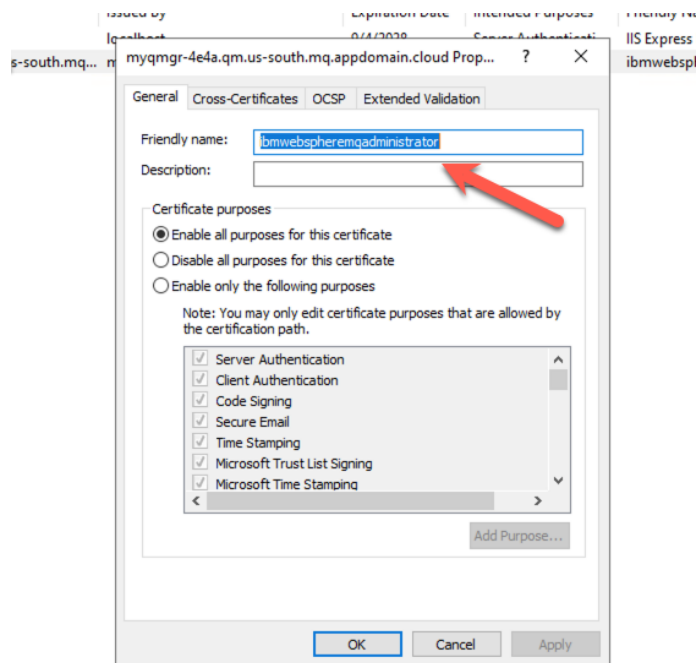 Issued By Expiration Date Intended Purposes Friendly Na
localhost 9/4/2028 Server Authenticati IIS Express
s-south.mq... m ibmwebsph
myqmgr-4e4a.qm.us-south.mq.appdomain.cloud Prop... ?
General Cross-Certificates OCSP Extended Validation
Friendly name: ibmwebspheremqadministrator
Description:
Certificate purposes
Enable all purposes for this certificate
Disable all purposes for this certificate
Enable only the following purposes
Note: You may only edit certificate purposes that are allowed by
the certification path.
Server Authentication
Client Authentication
Code Signing
Secure Email
Time Stamping
Microsoft Trust List Signing
Microsoft Time Stamping
Add Purpose...
OK Cancel Apply